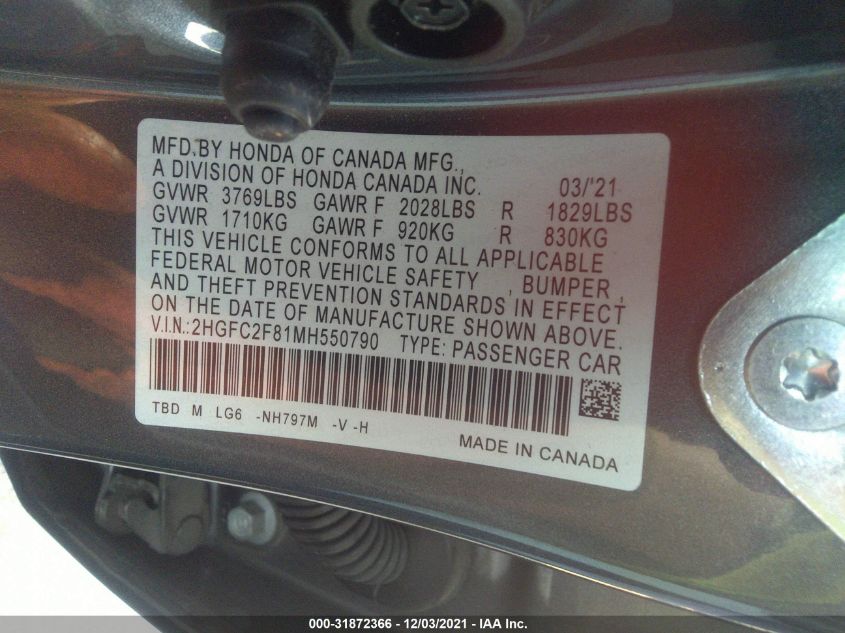 MFD.BY HONDA OF CANADA MFG.,
A DIVISION OF HONDA CANADA INC. 03/'21
GVWR 3769LBS GAWR F 2028LBS R 1829LBS
GVWR 1710KG GAWR F 920KG R 830KG
THIS VEHICLE CONFORMS TO ALL APPLICABLE
FEDERAL MOTOR VEHICLE SAFETY , BUMPER ,
AND THEFT PREVENTION STANDARDS IN EFFECT
ON THE DATE OF MANUFACTURE SHOWN ABOVE.
V.I.N.:2HGFC2F81MH550790 TYPE: PASSENGER CAR
TBD M LG6 -NH797M -V -H
MADE IN CANADA
000-31872366 - 12/03/2021 - IAA Inc.